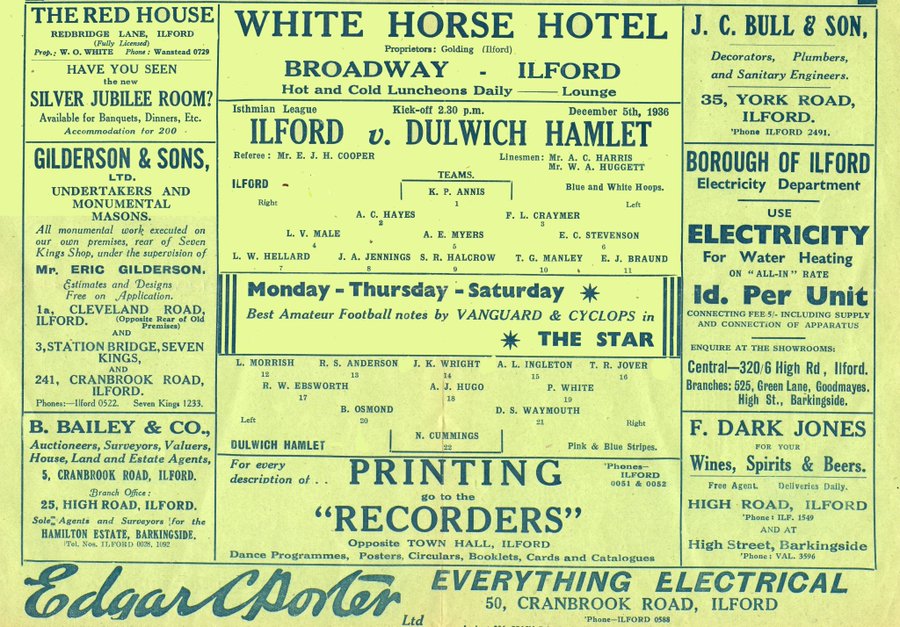 THE RED HOUSE
REDBRIDGE LANE, ILFORD
(Fully Licensed)
Prop.: W. O. WHITE Phone: Wanstead 0729
HAVE YOU SEEN
the new
SILVER JUBILEE ROOM?
Available for Banquets, Dinners, Etc.
Accommodation for 200
GILDERSON & SONS,
LTD.
UNDERTAKERS AND
MONUMENTAL
MASONS.
All monumental work executed on
our own premises, rear of Seven
Kings Shop, under the supervision of
Mr. ERIC GILDERSON.
Estimates and Designs
Free on Application.
1a, CLEVELAND ROAD,
ILFORD. (Opposite Rear of Old
Premises)
AND
3, STATION BRIDGE, SEVEN
KINGS,
AND
241, CRANBROOK ROAD,
ILFORD.
Phones:—Ilford 0522. Seven Kings 1233.
B. BAILEY & CO.,
Auctioneers, Surveyors, Valuers,
House, Land and Estate Agents,
5, CRANBROOK ROAD, ILFORD.
Branch Office:
25, HIGH ROAD, ILFORD.
Sole Agents and Surveyors for the
HAMILTON ESTATE, BARKINGSIDE.
Tel. Nos. ILFORD 0038, 1092
WHITE HORSE HOTEL
Proprietors: Golding (Ilford)
BROADWAY - ILFORD
Hot and Cold Luncheons Daily —— Lounge
Isthmian League Kick-off 2.30 p.m. December 5th, 1936
ILFORD v. DULWICH HAMLET
Referee: Mr. E. J. H. COOPER Linesmen: Mr. A. C. HARRIS
Mr. W. A. HUGGETT
TEAMS.
ILFORD K. P. ANNIS Blue and White Hoops.
Right 1 Left
A. C. HAYES F. L. CRAYMER
2 3
L. V. MALE A. E. MYERS E. C. STEVENSON
4 5 6
L. W. HELLARD J. A. JENNINGS S. R. HALCROW T. G. MANLEY E. J. BRAUND
7 8 9 10 11
Monday - Thursday - Saturday
Best Amateur Football notes by VANGUARD & CYCLOPS in
THE STAR
L. MORRISH R. S. ANDERSON J. K. WRIGHT A. L. INGLETON T. R. JOVER
12 13 14 15 16
R. W. EBSWORTH A. J. HUGO P. WHITE
17 18 19
B. OSMOND D. S. WAYMOUTH
20 21
Left Right
DULWICH HAMLET N. CUMMINGS Pink & Blue Stripes.
22
For every
description of . . PRINTING 'Phones—
ILFORD
0051 & 0052
go to the
"RECORDERS"
Opposite TOWN HALL, ILFORD
Dance Programmes, Posters, Circulars, Booklets, Cards and Catalogues
J. C. BULL & SON,
Decorators, Plumbers,
and Sanitary Engineers.
35, YORK ROAD,
ILFORD.
'Phone ILFORD 2491.
BOROUGH OF ILFORD
Electricity Department
USE
ELECTRICITY
For Water Heating
ON "ALL-IN" RATE
1d. Per Unit
CONNECTING FEE 5/- INCLUDING SUPPLY
AND CONNECTION OF APPARATUS
ENQUIRE AT THE SHOWROOMS:
Central—320/6 High Rd, Ilford.
Branches: 525, Green Lane, Goodmayes.
High St., Barkingside.
F. DARK JONES
FOR YOUR
Wines, Spirits & Beers.
Free Agent. Deliveries Daily.
HIGH ROAD, ILFORD
'Phone: ILF. 1549
AND AT
High Street, Barkingside
'Phone: VAL. 3596
Edgar C Porter Ltd
EVERYTHING ELECTRICAL
50, CRANBROOK ROAD, ILFORD
'Phone—ILFORD 0588